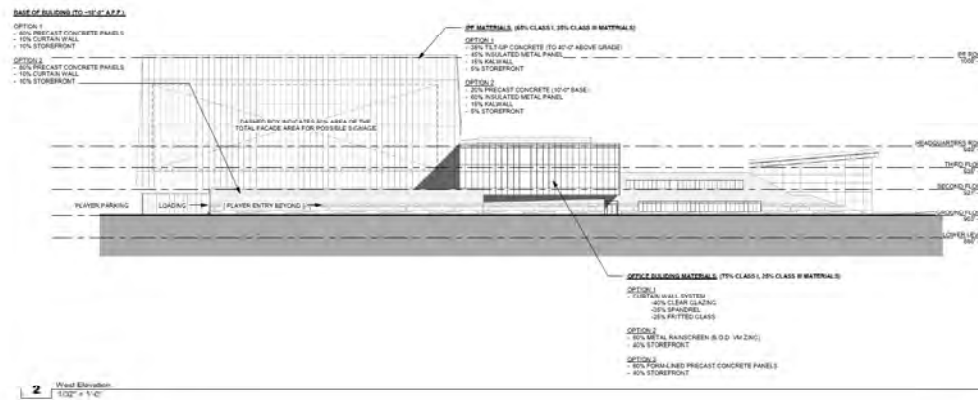 BASE OF BUILDING (TO ~10'-0" A.F.F.)
OPTION 1
- 80% PRECAST CONCRETE PANELS
- 10% CURTAIN WALL
- 10% STOREFRONT
OPTION 2
- 80% PRECAST CONCRETE PANELS
- 10% CURTAIN WALL
- 10% STOREFRONT
IPF MATERIALS (65% CLASS I, 35% CLASS III MATERIALS)
OPTION 1
- 35% TILT-UP CONCRETE (TO 40'-0" ABOVE GRADE)
- 45% INSULATED METAL PANEL
- 15% KALWALL
- 5% STOREFRONT
OPTION 2
- 20% PRECAST CONCRETE (10'-0" BASE)
- 60% INSULATED METAL PANEL
- 15% KALWALL
- 5% STOREFRONT
DASHED BOX INDICATES 40% AREA OF THE
TOTAL FACADE AREA FOR POSSIBLE SIGNAGE
HEADQUARTERS
THIRD
SECOND
GROUND
LOWER
PLAYER PARKING
LOADING
[ PLAYER ENTRY BEYOND ]
OFFICE BUILDING MATERIALS (75% CLASS I, 25% CLASS III MATERIALS)
OPTION 1
- CURTAIN WALL SYSTEM
-40% CLEAR GLAZING
-35% SPANDREL
-25% FRITTED GLASS
OPTION 2
- 60% METAL RAINSCREEN (B.O.D. VM ZINC)
- 40% STOREFRONT
OPTION 3
- 60% FORM-LINED PRECAST CONCRETE PANELS
- 40% STOREFRONT
2
West Elevation
1/32" = 1'-0"